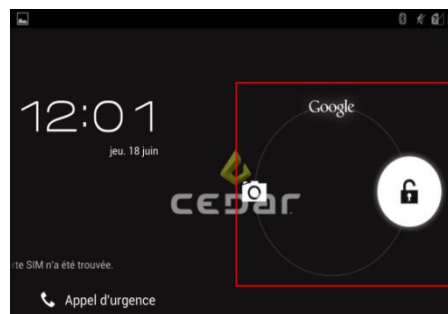 12:01
Google
jeu. 18 juin
CEDAR
rte SIM n'a été trouvée.
Appel d'urgence